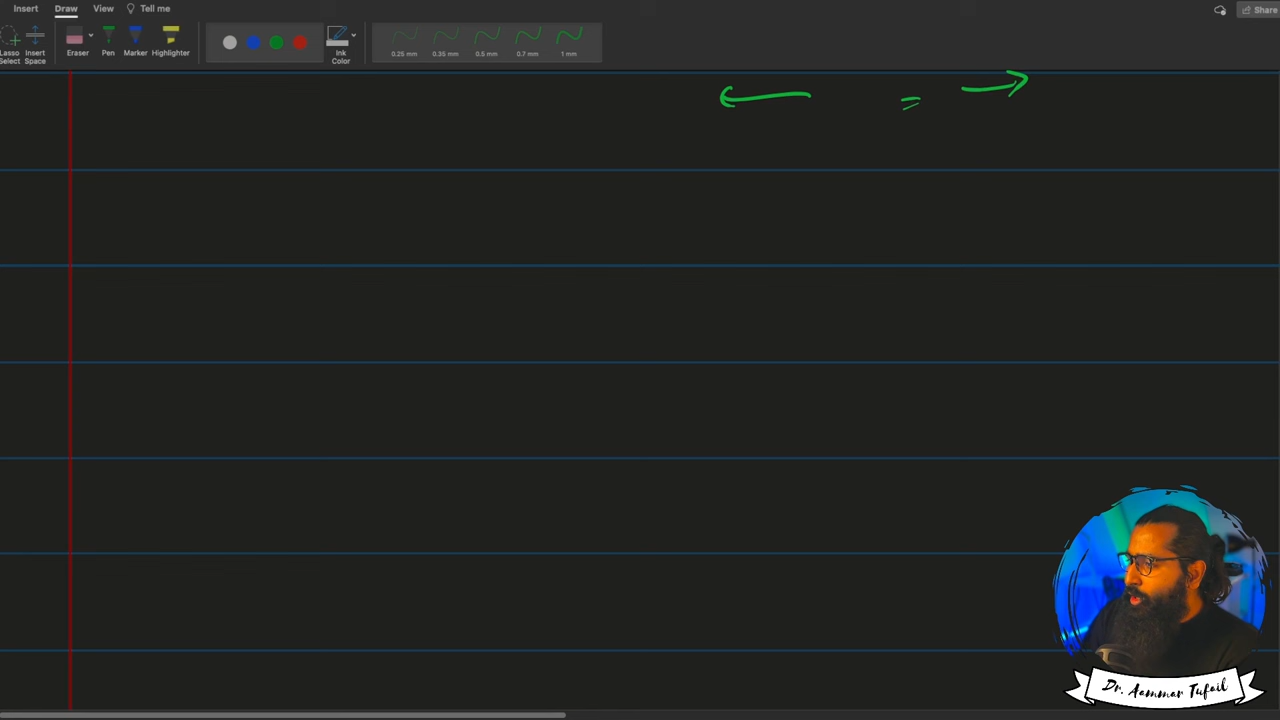 Insert Draw View Tell me
Share
Lasso Select Insert Space Eraser Pen Marker Highlighter Ink Color 0.25 mm 0.35 mm 0.5 mm 0.7 mm 1 mm
=
Dr. Aammar Tufail